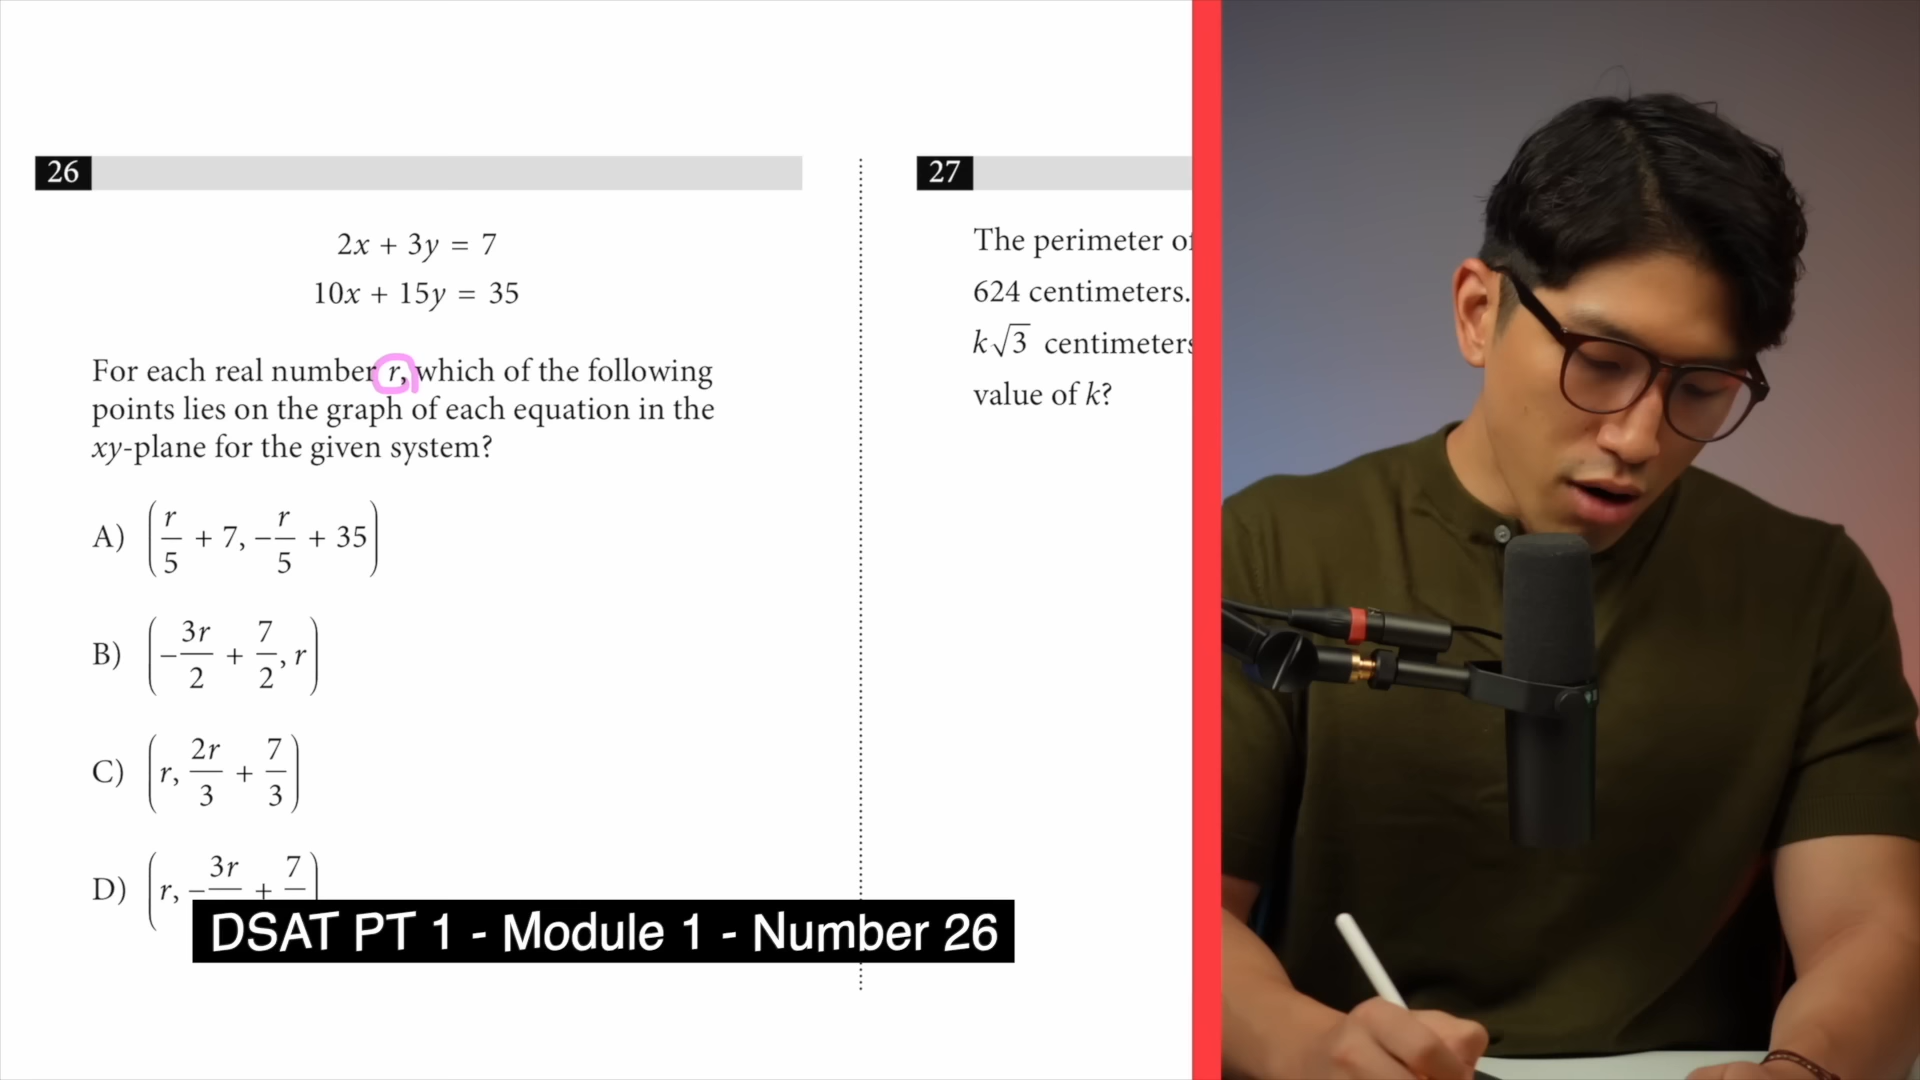 26
2x + 3y = 7
10x + 15y = 35
For each real number r, which of the following
points lies on the graph of each equation in the
xy-plane for the given system?
A) (r/5 + 7, −r/5 + 35)
B) (−3r/2 + 7/2, r)
C) (r, 2r/3 + 7/3)
D) (r, −3r + 7)
27
The perimeter of
624 centimeters.
k√3 centimeters
value of k?
DSAT PT 1 - Module 1 - Number 26